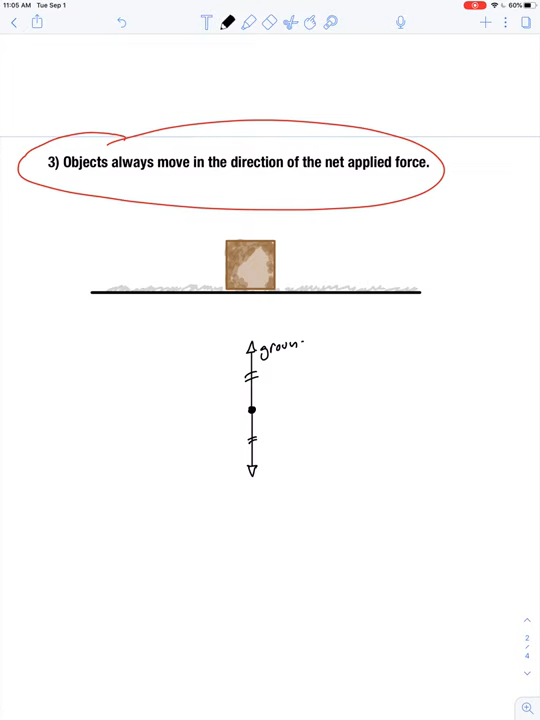 11:05 AM Tue Sep 1
60%
T
3) Objects always move in the direction of the net applied force.
groun
2
/
4